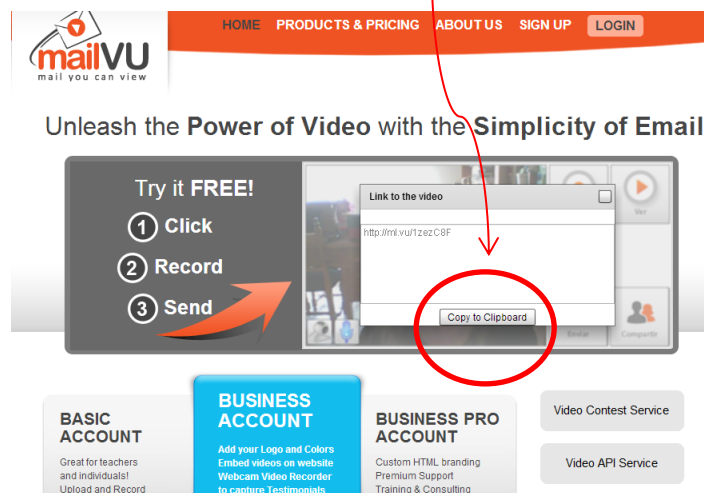 HOME PRODUCTS & PRICING ABOUT US SIGN UP LOGIN
mailVU
mail you can view
Unleash the Power of Video with the Simplicity of Email
Try it FREE!
1 Click
2 Record
3 Send
Link to the video
http://ml.vu/1zezC8F
Copy to Clipboard
Ver
Enviar
Compartir
BASIC
ACCOUNT
Great for teachers
and individuals!
Upload and Record
BUSINESS
ACCOUNT
Add your Logo and Colors
Embed videos on website
Webcam Video Recorder
to capture Testimonials
BUSINESS PRO
ACCOUNT
Custom HTML branding
Premium Support
Training & Consulting
Video Contest Service
Video API Service